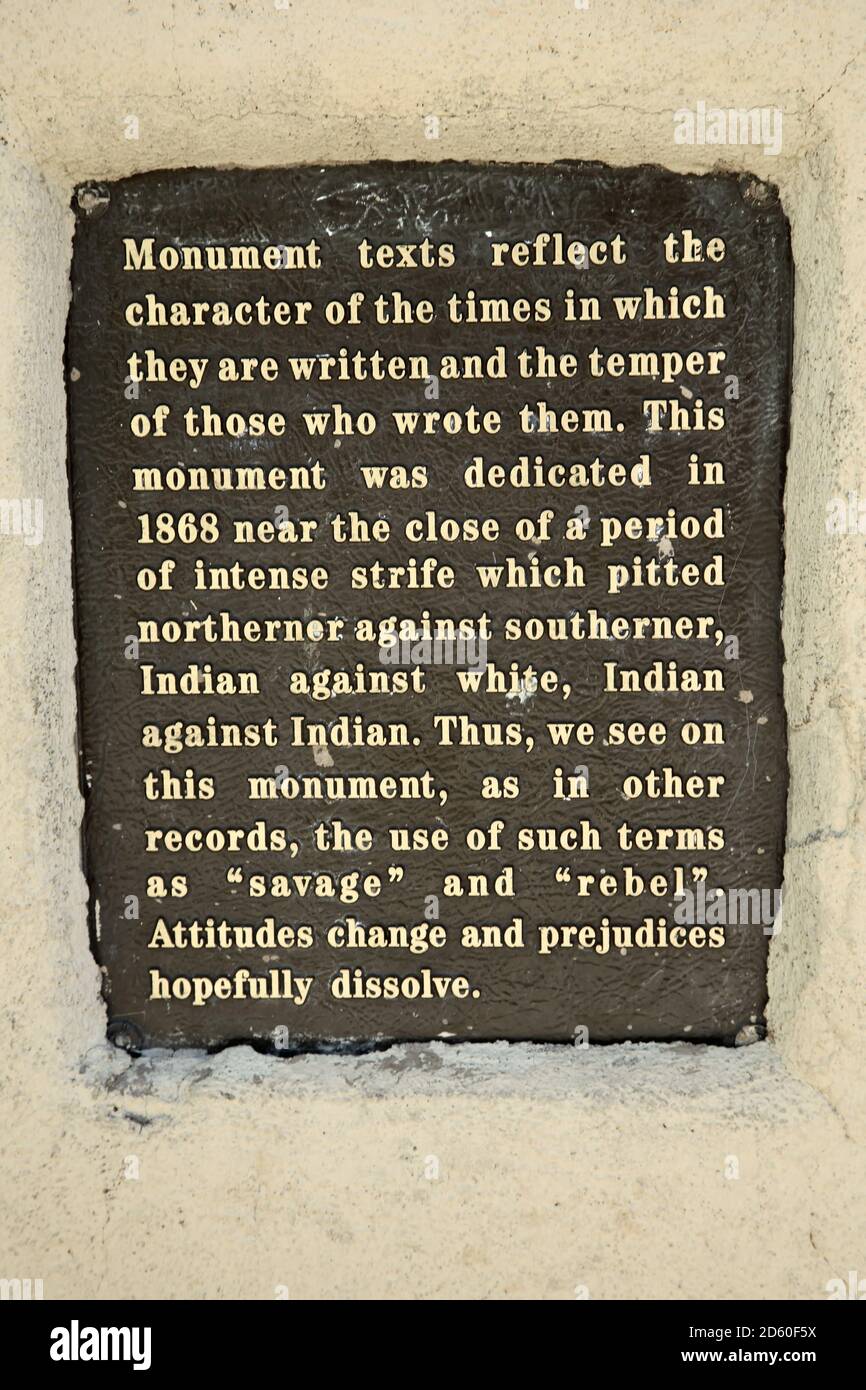 Monument texts reflect the
character of the times in which
they are written and the temper
of those who wrote them. This
monument was dedicated in
1868 near the close of a period
of intense strife which pitted
northerner against southerner,
Indian against white, Indian
against Indian. Thus, we see on
this monument, as in other
records, the use of such terms
as “savage” and “rebel”.
Attitudes change and prejudices
hopefully dissolve.
alamy
a
alamy
Image ID: 2D60F5X
www.alamy.com